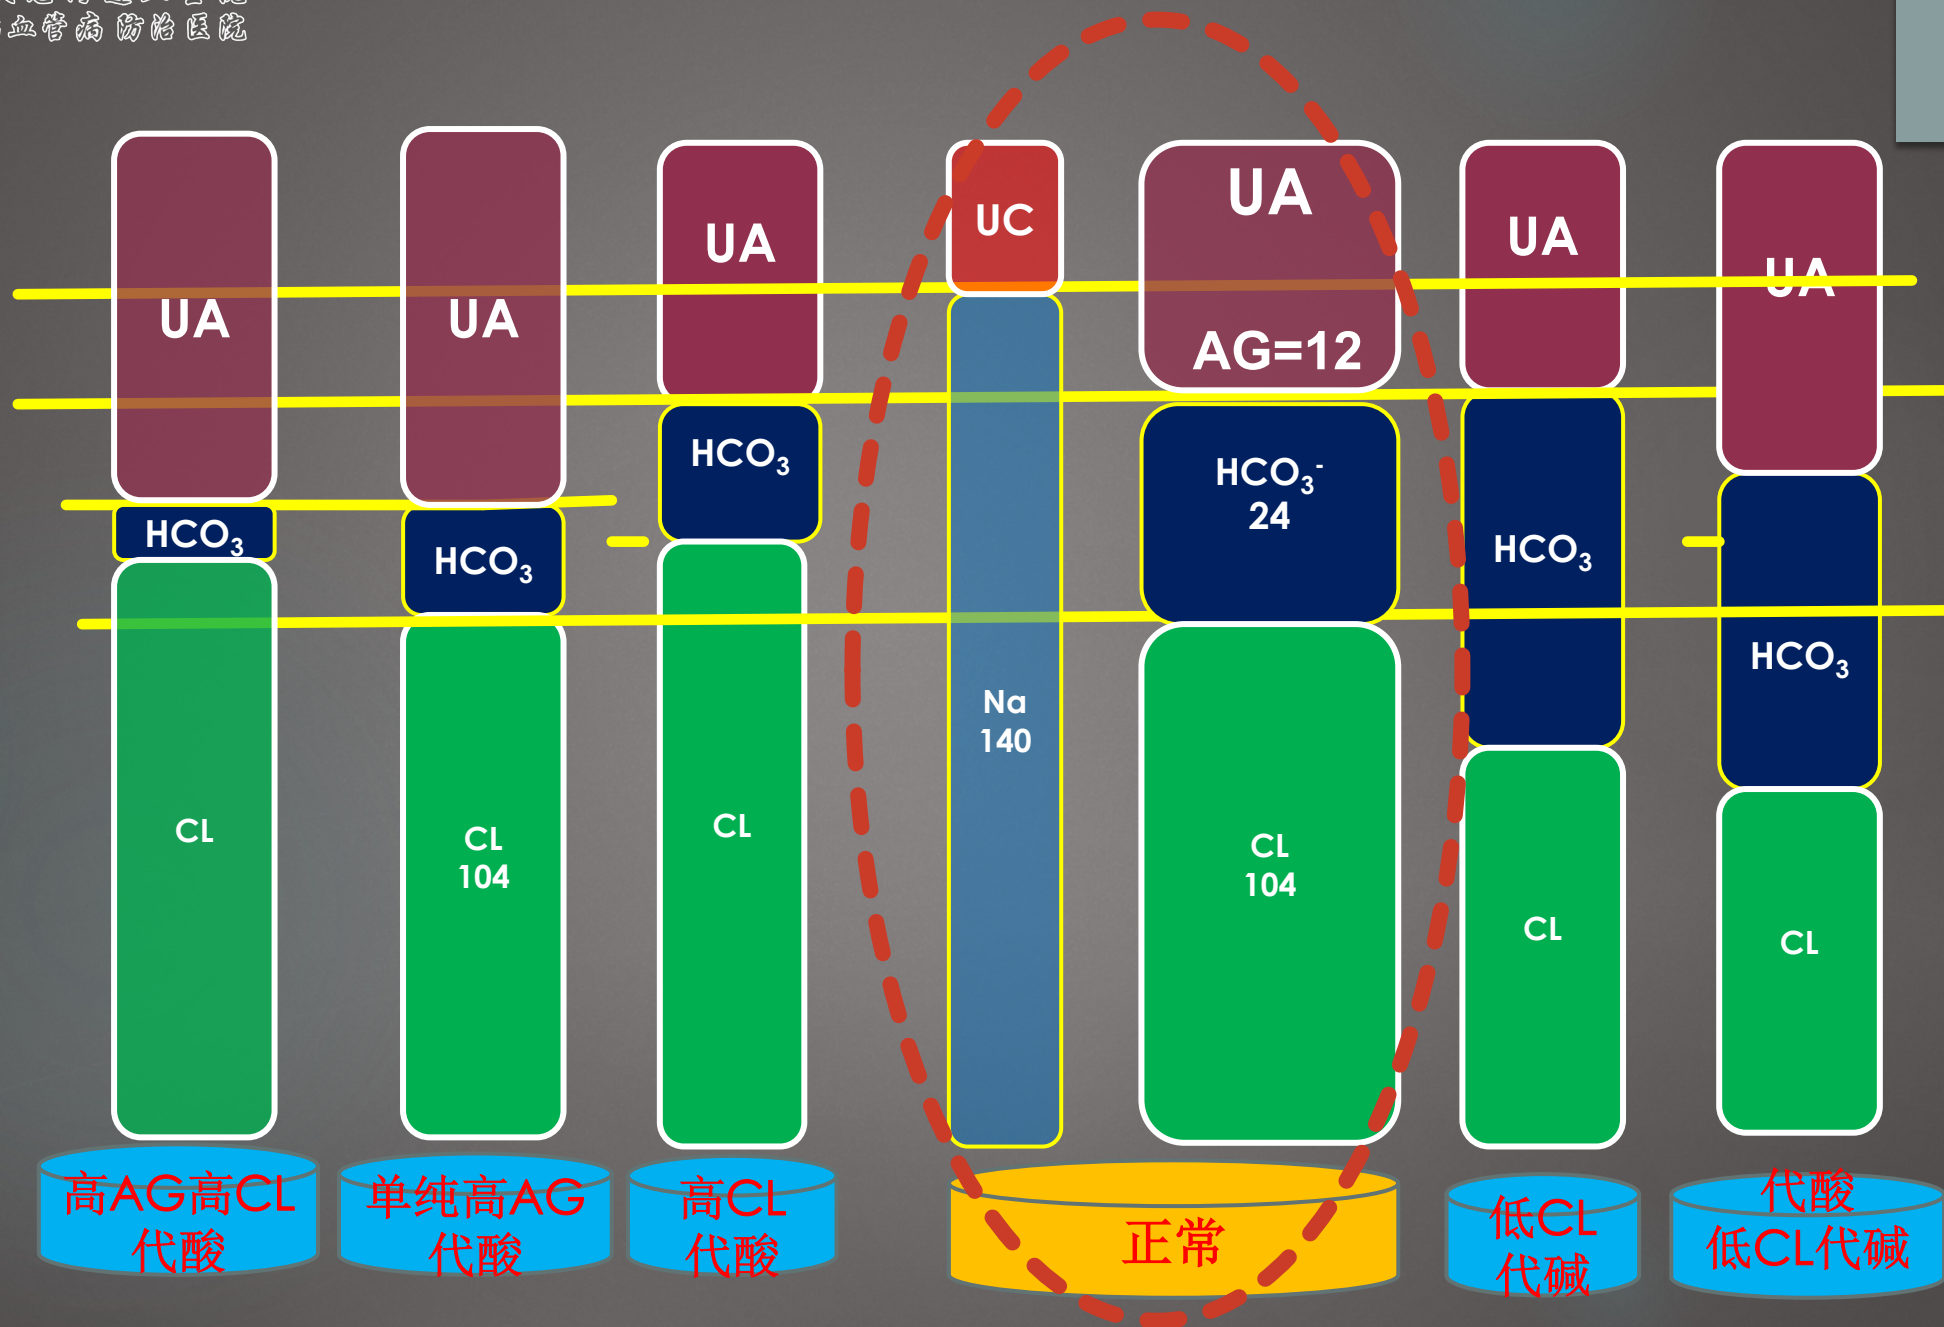 血管病防治医院
UA
HCO₃
CL
高AG高CL
代酸
UA
HCO₃
CL
104
单纯高AG
代酸
UA
HCO₃
CL
高CL
代酸
UC
Na
140
UA
AG=12
HCO₃⁻
24
CL
104
正常
UA
HCO₃
CL
低CL
代碱
UA
HCO₃
CL
代酸
低CL代碱